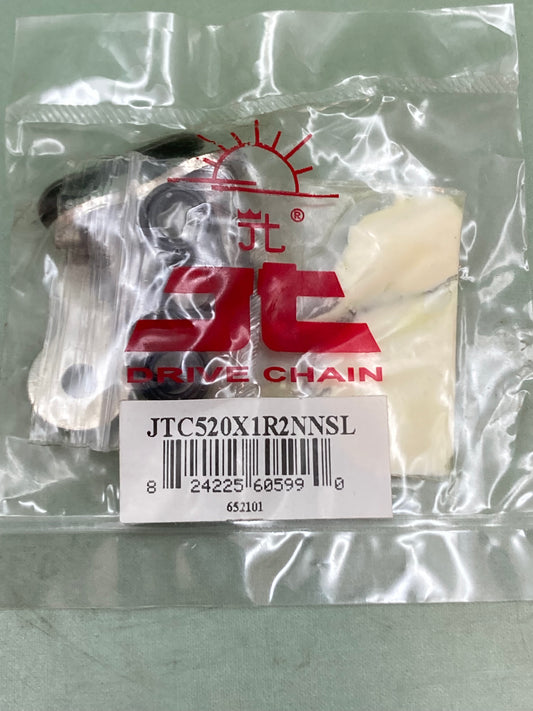 Jt ®
Jt
DRIVE CHAIN
JTC520X1R2NNSL
8 24225 60599 0
652101